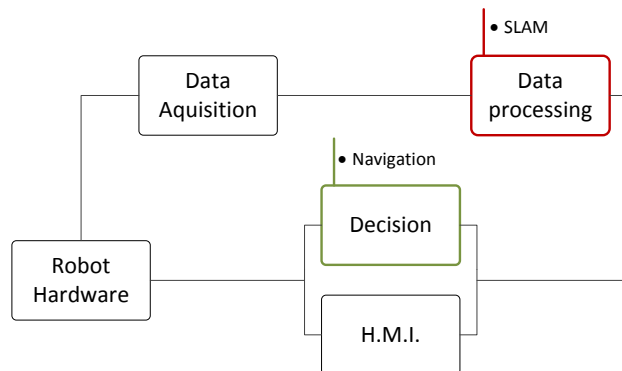 • SLAM
Data
Aquisition
Data
processing
• Navigation
Decision
Robot
Hardware
H.M.I.